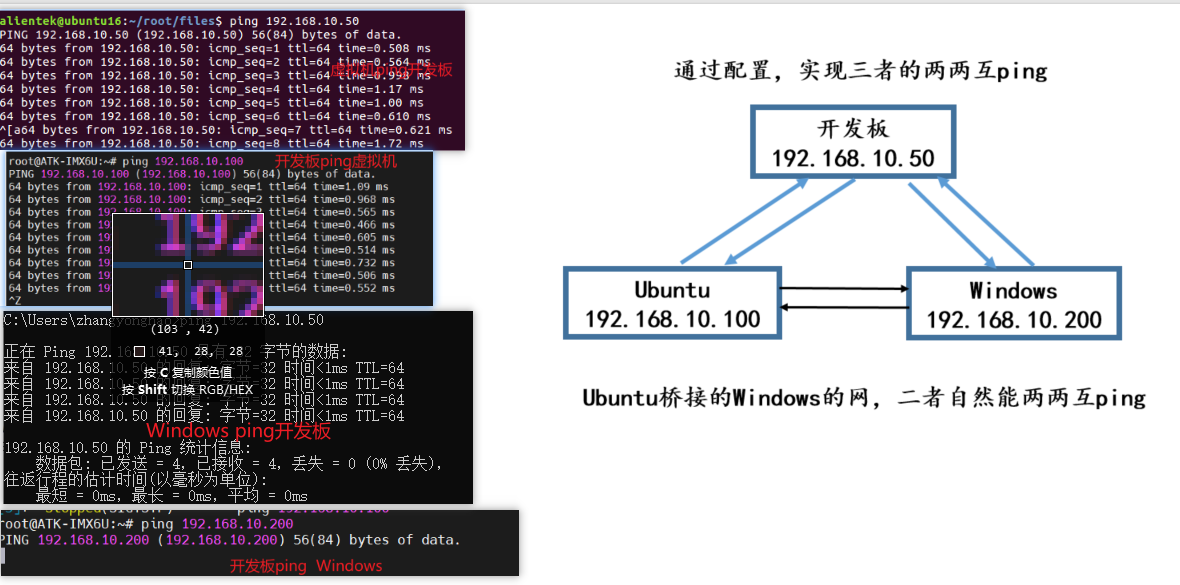 alientek@ubuntu16:~/root/files$ ping 192.168.10.50
PING 192.168.10.50 (192.168.10.50) 56(84) bytes of data.
64 bytes from 192.168.10.50: icmp_seq=1 ttl=64 time=0.508 ms
64 bytes from 192.168.10.50: icmp_seq=2 ttl=64 time=0.564 ms
64 bytes from 192.168.10.50: icmp_seq=3 ttl=64 time=0.998 ms
虚拟机ping开发板
64 bytes from 192.168.10.50: icmp_seq=4 ttl=64 time=1.17 ms
64 bytes from 192.168.10.50: icmp_seq=5 ttl=64 time=1.00 ms
64 bytes from 192.168.10.50: icmp_seq=6 ttl=64 time=0.610 ms
^[a64 bytes from 192.168.10.50: icmp_seq=7 ttl=64 time=0.621 ms
64 bytes from 192.168.10.50: icmp_seq=8 ttl=64 time=1.72 ms
root@ATK-IMX6U:~# ping 192.168.10.100
开发板ping虚拟机
PING 192.168.10.100 (192.168.10.100) 56(84) bytes of data.
64 bytes from 192.168.10.100: icmp_seq=1 ttl=64 time=1.09 ms
64 bytes from 192.168.10.100: icmp_seq=2 ttl=64 time=0.968 ms
64 bytes from 192.168.10.100: icmp_seq=3 ttl=64 time=0.565 ms
64 bytes from 19 ttl=64 time=0.466 ms
64 bytes from 19 ttl=64 time=0.605 ms
64 bytes from 19 ttl=64 time=0.514 ms
64 bytes from 19 ttl=64 time=0.732 ms
64 bytes from 19 ttl=64 time=0.506 ms
64 bytes from 19 ttl=64 time=0.552 ms
^Z
192
192
(103 , 42)
41, 28, 28
按 C 复制颜色值
按 Shift 切换 RGB/HEX
C:\Users\zhangyonghao>ping 192.168.10.50
正在 Ping 192.168.10.50 具有 32 字节的数据:
来自 192.168.10.50 的回复: 字节=32 时间<1ms TTL=64
来自 192.168.10.50 的回复: 字节=32 时间<1ms TTL=64
来自 192.168.10.50 的回复: 字节=32 时间<1ms TTL=64
来自 192.168.10.50 的回复: 字节=32 时间<1ms TTL=64
Windows ping开发板
192.168.10.50 的 Ping 统计信息:
数据包: 已发送 = 4, 已接收 = 4, 丢失 = 0 (0% 丢失),
往返行程的估计时间(以毫秒为单位):
最短 = 0ms, 最长 = 0ms, 平均 = 0ms
root@ATK-IMX6U:~# ping 192.168.10.200
PING 192.168.10.200 (192.168.10.200) 56(84) bytes of data.
开发板ping Windows
通过配置，实现三者的两两互ping
开发板
192.168.10.50
Ubuntu
192.168.10.100
Windows
192.168.10.200
Ubuntu桥接的Windows的网，二者自然能两两互ping